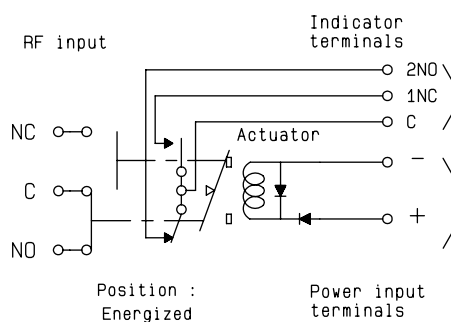 Indicator
terminals
RF input
2NO
1NC
C
Actuator
NC
C
NO
-
+
Position :
Energized
Power input
terminals